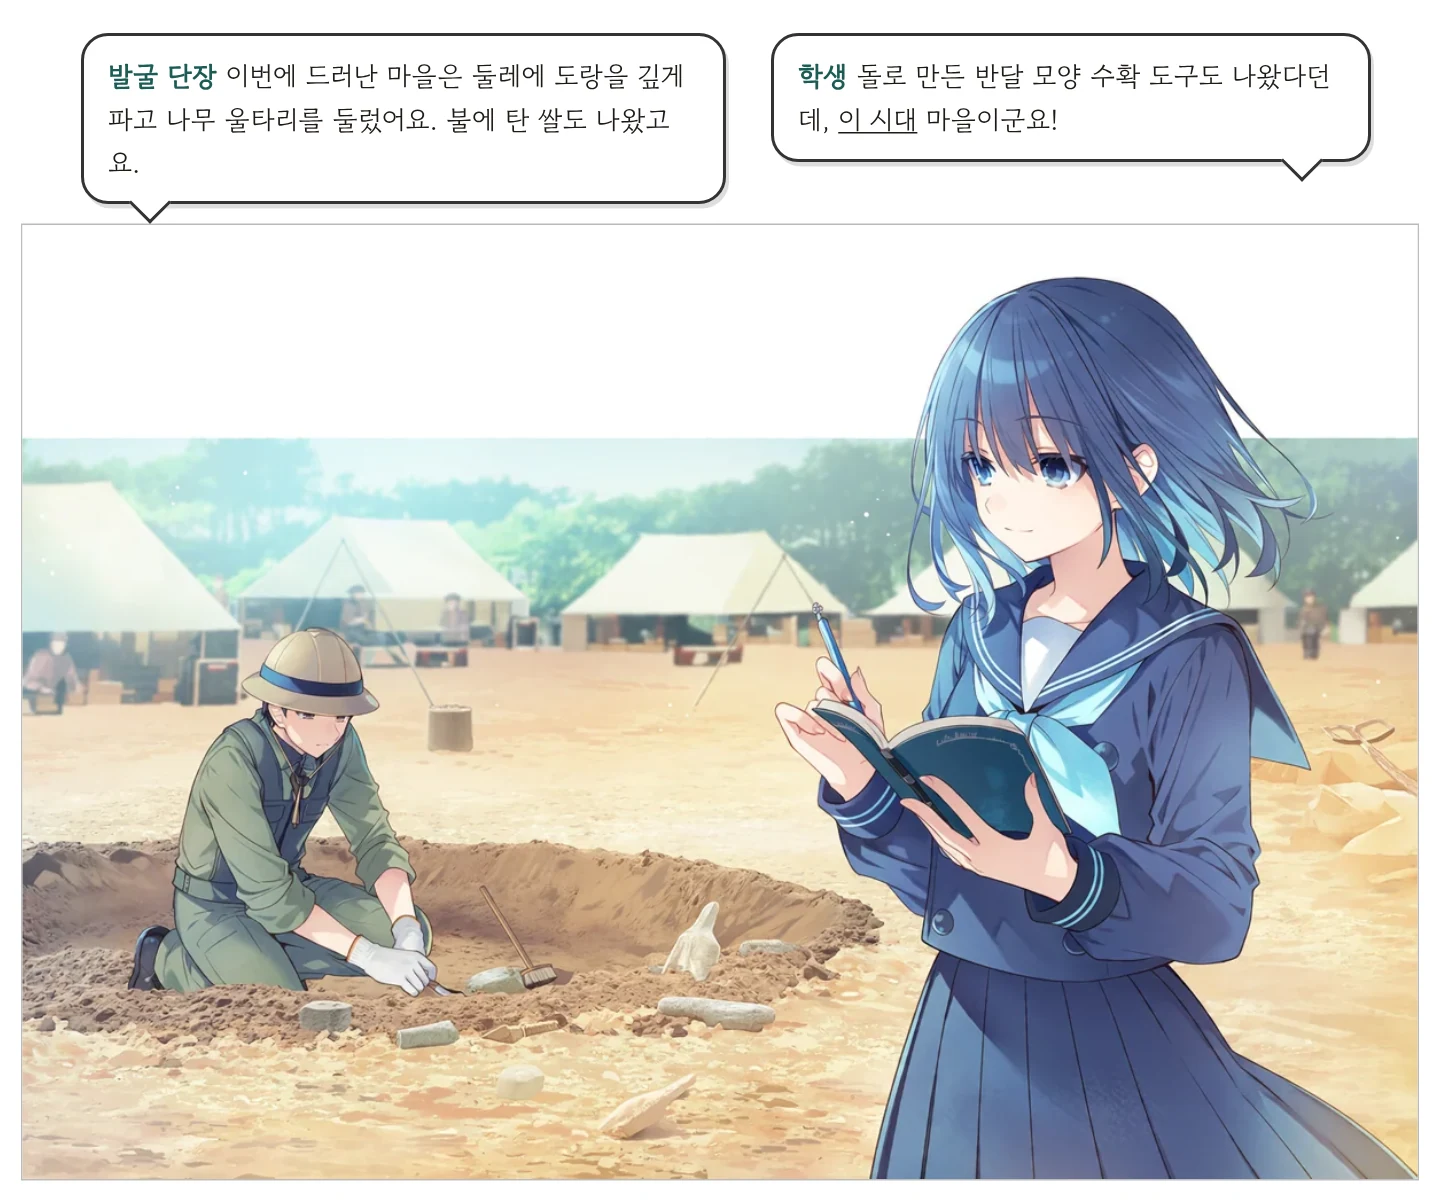 발굴 단장 이번에 드러난 마을은 둘레에 도랑을 깊게
파고 나무 울타리를 둘렀어요. 불에 탄 쌀도 나왔고
요.
학생 돌로 만든 반달 모양 수확 도구도 나왔다던
데, 이 시대 마을이군요!